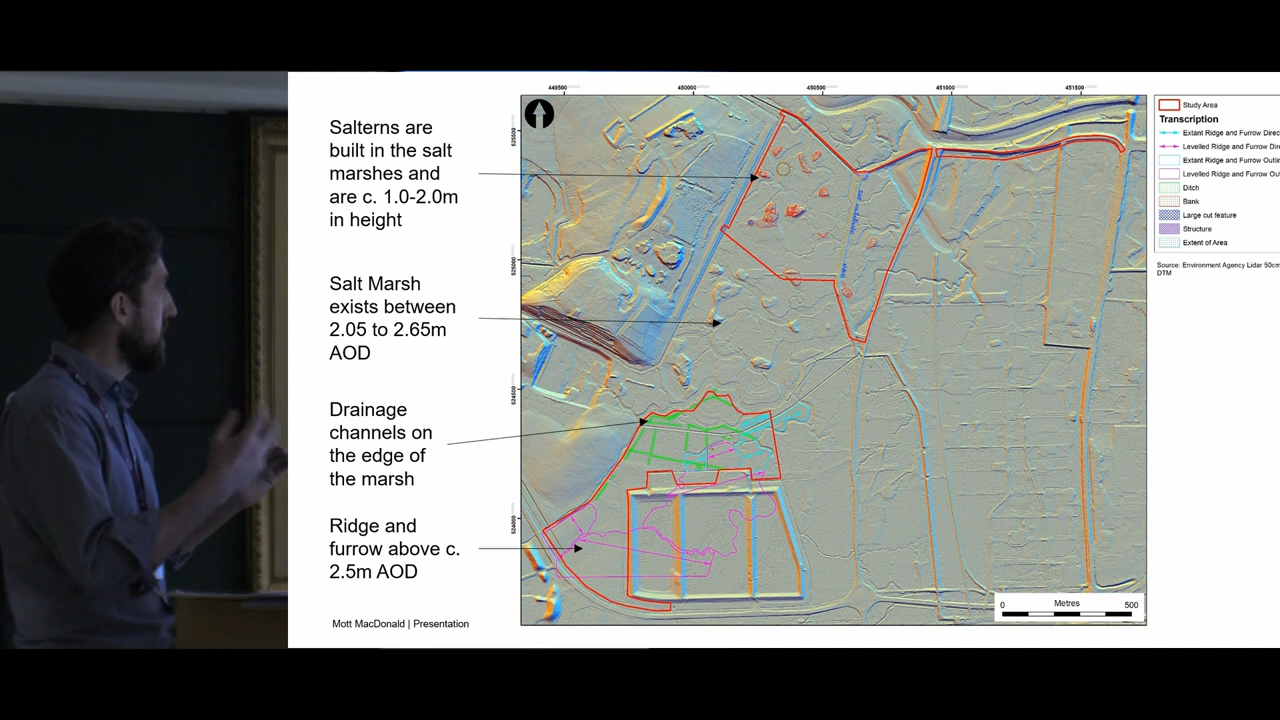 Salterns are
built in the salt
marshes and
are c. 1.0-2.0m
in height
Salt Marsh
exists between
2.05 to 2.65m
AOD
Drainage
channels on
the edge of
the marsh
Ridge and
furrow above c.
2.5m AOD
Mott MacDonald | Presentation
449500
450000
450500
451000
451500
525500
525000
524500
524000
0
Metres
500
Study Area
Transcription
Extant Ridge and Furrow Direc
Levelled Ridge and Furrow Dir
Extant Ridge and Furrow Outli
Levelled Ridge and Furrow Out
Ditch
Bank
Large cut feature
Structure
Extent of Area
Source: Environment Agency Lidar 50cm
DTM